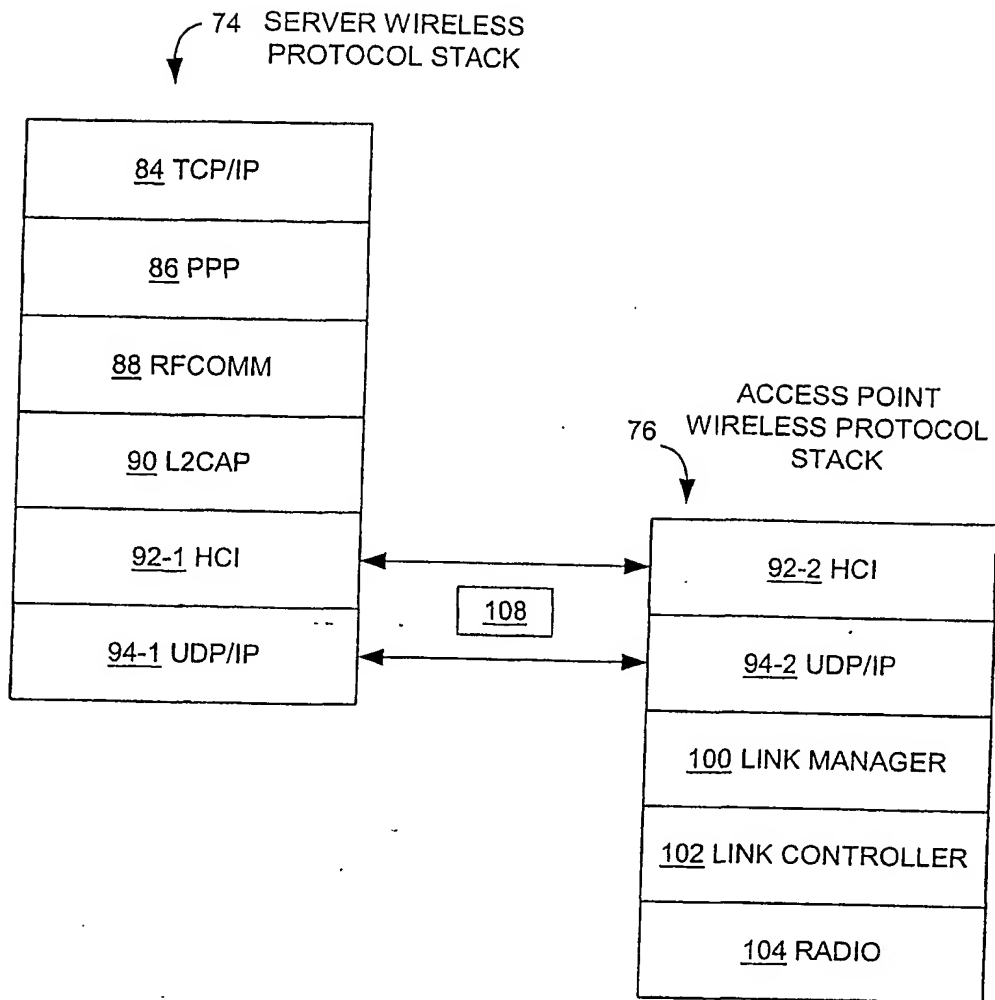 74 SERVER WIRELESS
PROTOCOL STACK
84 TCP/IP
86 PPP
88 RFCOMM
90 L2CAP
92-1 HCI
94-1 UDP/IP
108
76
ACCESS POINT
WIRELESS PROTOCOL
STACK
92-2 HCI
94-2 UDP/IP
100 LINK MANAGER
102 LINK CONTROLLER
104 RADIO